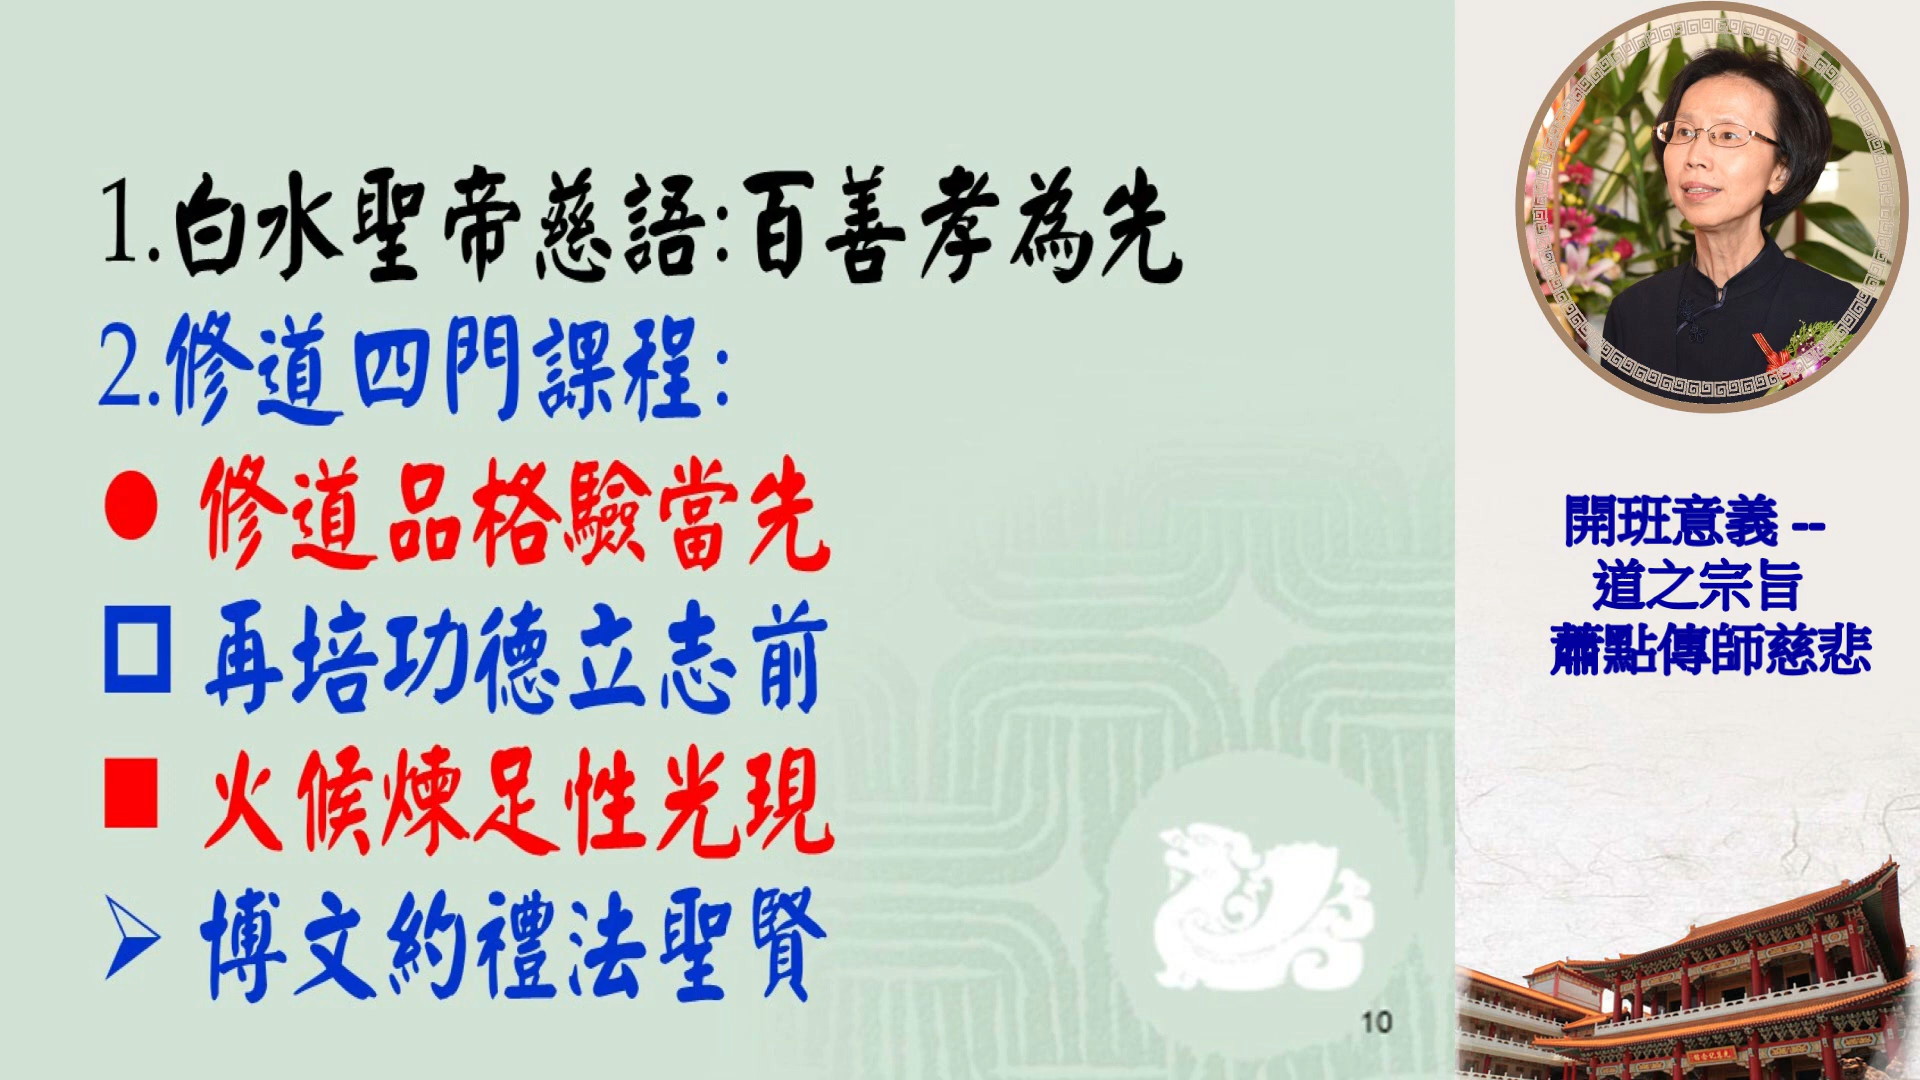 1.白水聖帝慈語:百善孝為先
2.修道四門課程:
● 修道品格驗當先
再培功德立志前
■ 火候煉足性光現
➢ 博文約禮法聖賢
10
開班意義 --
道之宗旨
蕭點傳師慈悲